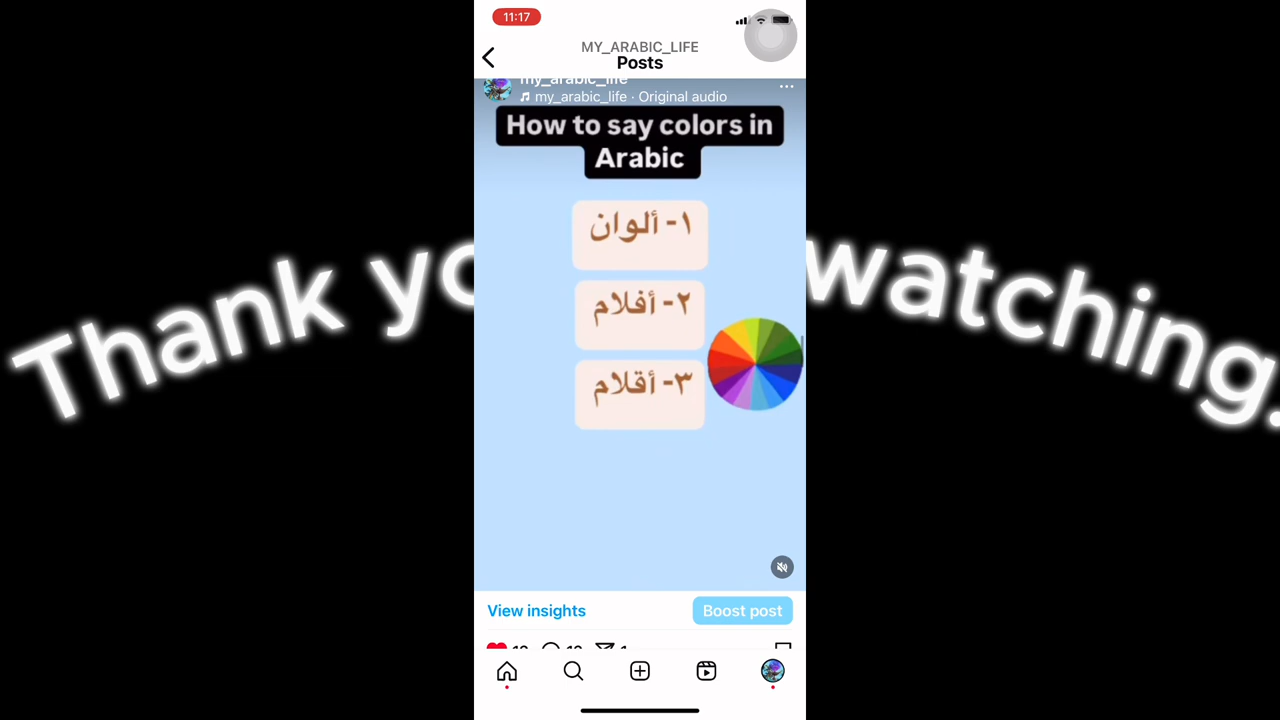 11:17
MY_ARABIC_LIFE
Posts
my_arabic_life
my_arabic_life · Original audio
How to say colors in
Arabic
١- ألوان
٢- أفلام
٣- أقلام
Thank yo watching.
View insights
Boost post